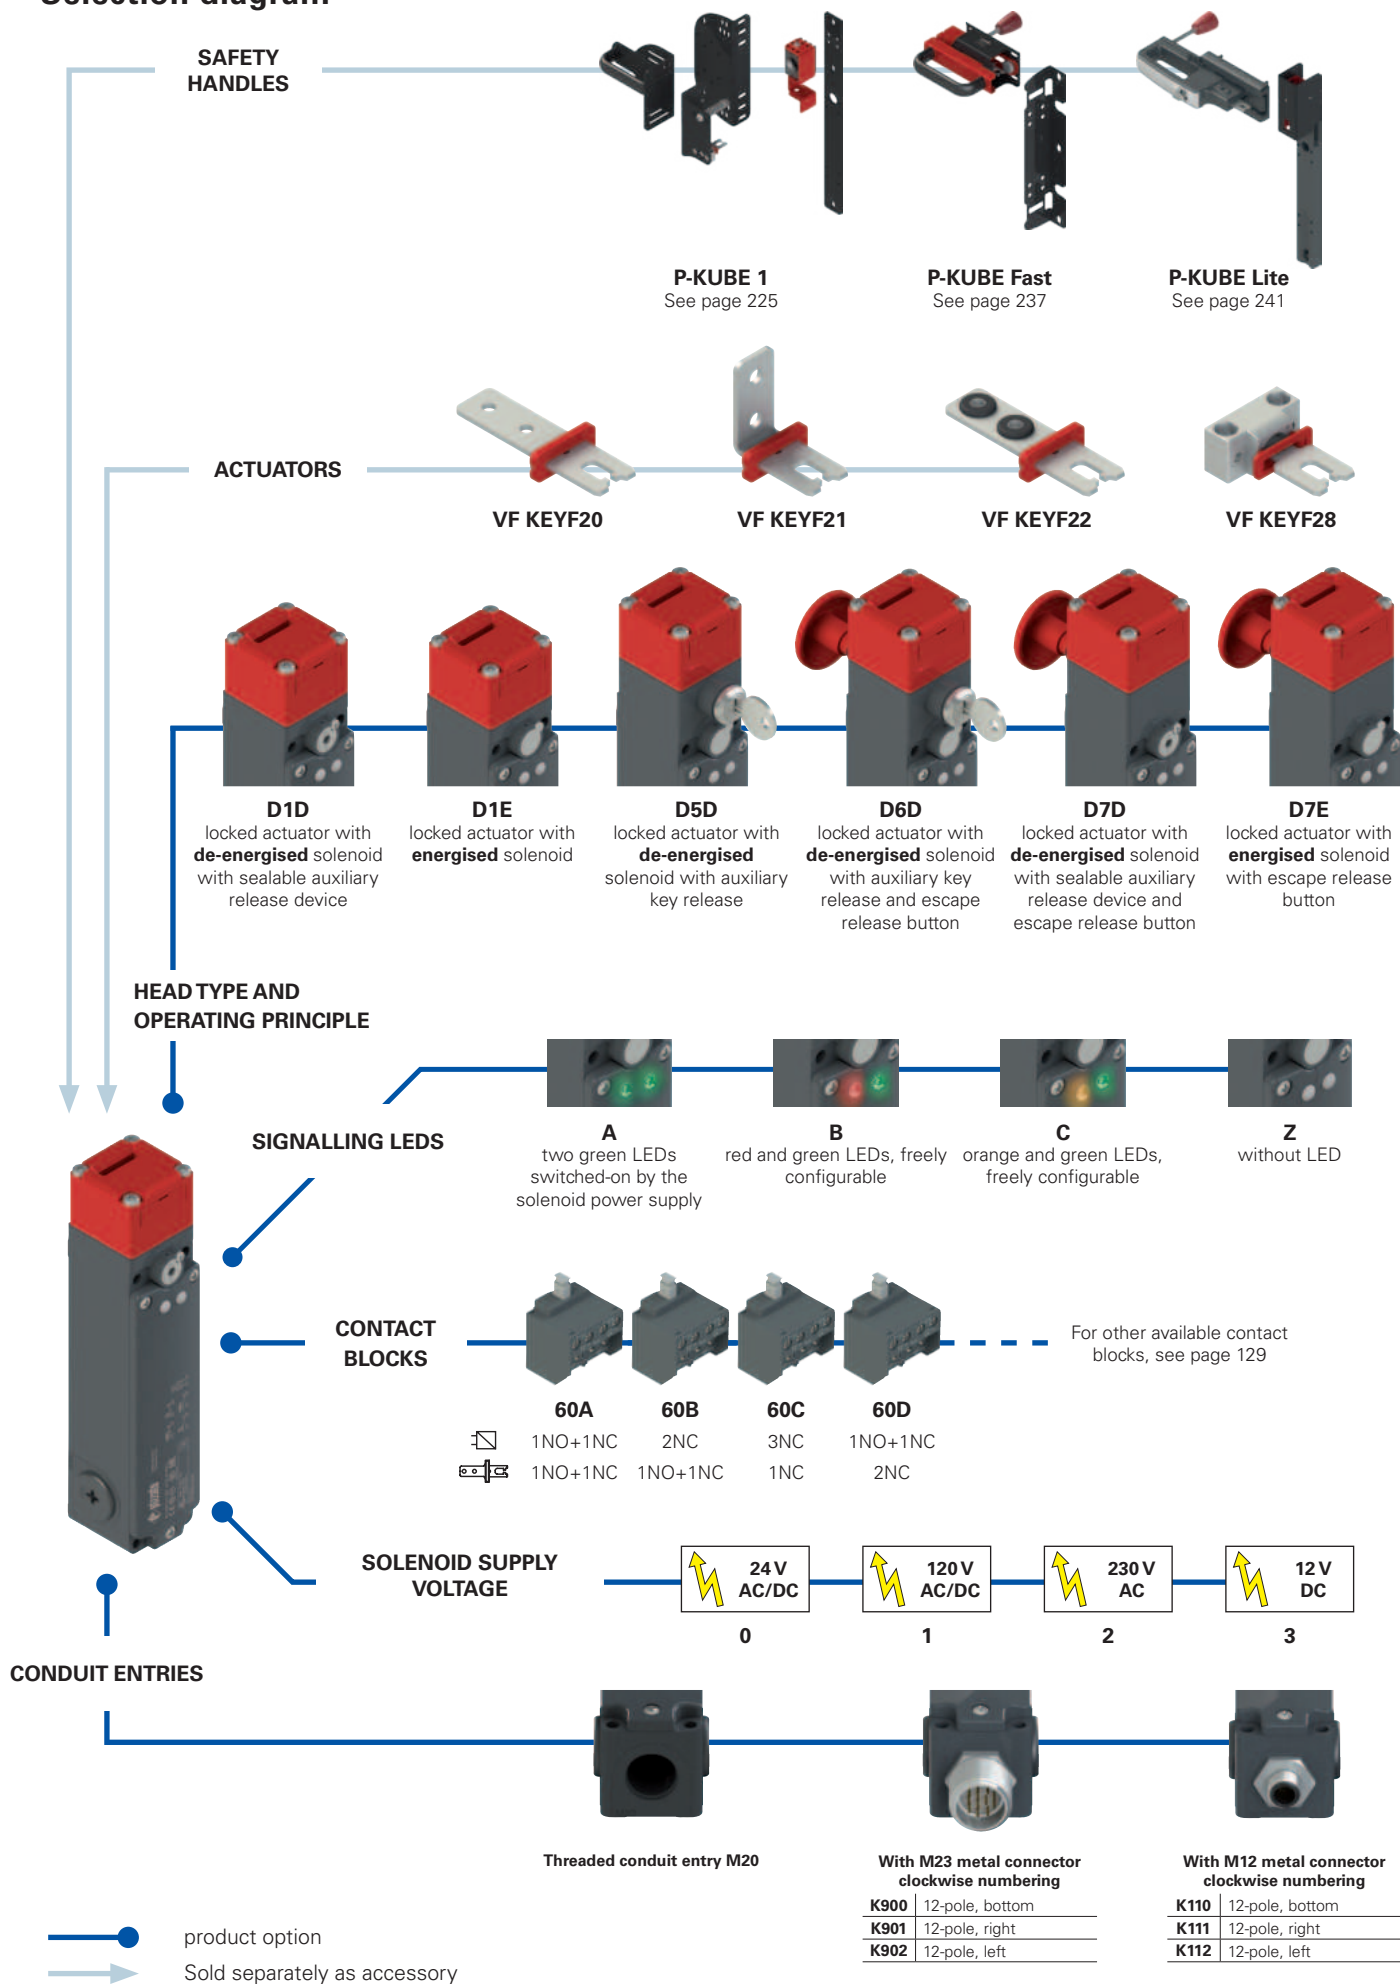 Selection diagram
SAFETY
HANDLES
P-KUBE 1
See page 225
P-KUBE Fast
See page 237
P-KUBE Lite
See page 241
ACTUATORS
VF KEYF20
VF KEYF21
VF KEYF22
VF KEYF28
D1D
locked actuator with
de-energised solenoid
with sealable auxiliary
release device
D1E
locked actuator with
energised solenoid
D5D
locked actuator with
de-energised
solenoid with auxiliary
key release
D6D
locked actuator with
de-energised solenoid
with auxiliary key
release and escape
release button
D7D
locked actuator with
de-energised solenoid
with sealable auxiliary
release device and
escape release button
D7E
locked actuator with
energised solenoid
with escape release
button
HEAD TYPE AND
OPERATING PRINCIPLE
SIGNALLING LEDS
A
two green LEDs
switched-on by the
solenoid power supply
B
red and green LEDs, freely
configurable
C
orange and green LEDs,
freely configurable
Z
without LED
CONTACT
BLOCKS
For other available contact
blocks, see page 129
60A 60B 60C 60D
1NO+1NC 2NC 3NC 1NO+1NC
1NO+1NC 1NO+1NC 1NC 2NC
SOLENOID SUPPLY
VOLTAGE
24 V
AC/DC
120 V
AC/DC
230 V
AC
12 V
DC
0 1 2 3
CONDUIT ENTRIES
Threaded conduit entry M20
With M23 metal connector
clockwise numbering
K900 12-pole, bottom
K901 12-pole, right
K902 12-pole, left
With M12 metal connector
clockwise numbering
K110 12-pole, bottom
K111 12-pole, right
K112 12-pole, left
product option
Sold separately as accessory